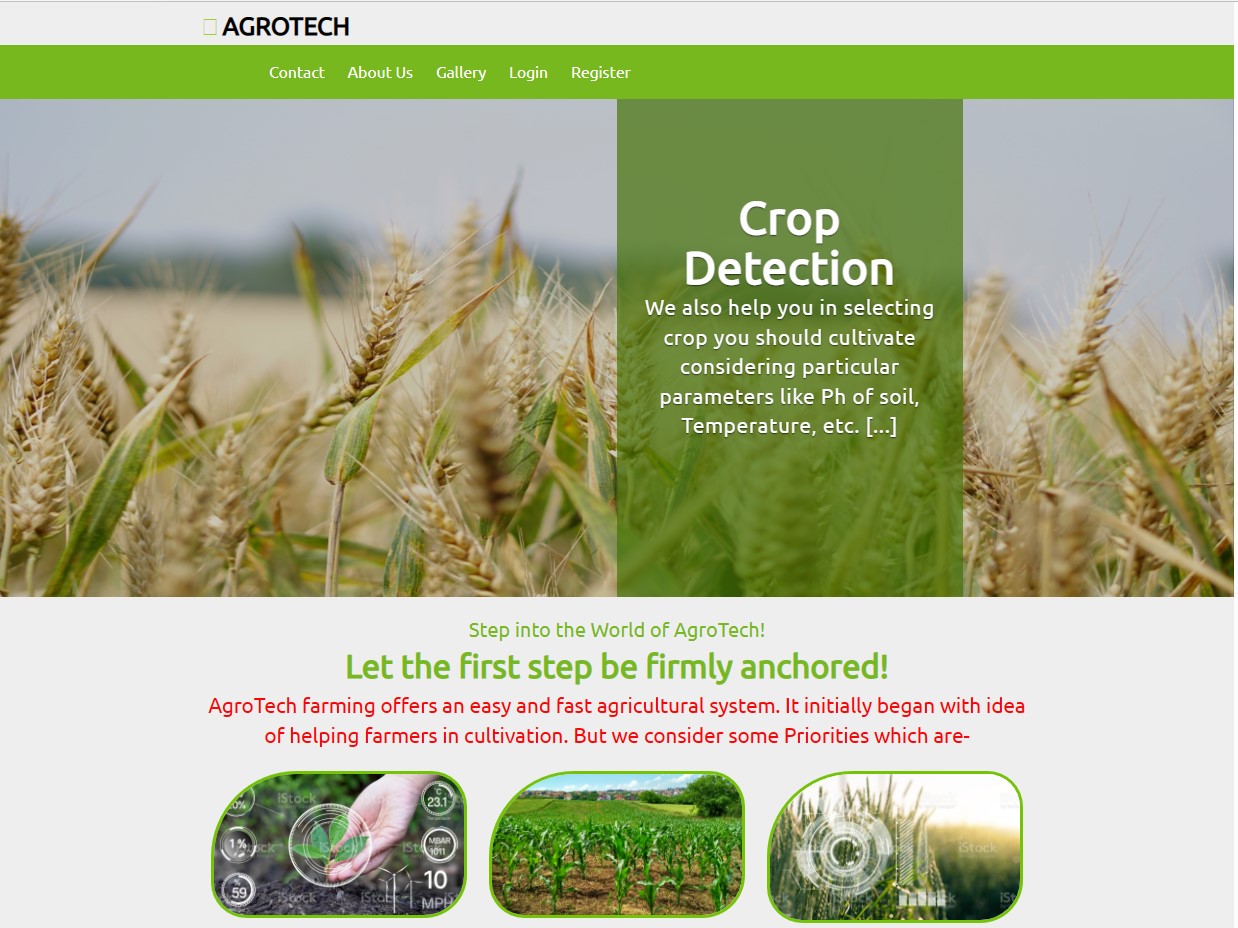 AGROTECH
Contact About Us Gallery Login Register
Crop
Detection
We also help you in selecting
crop you should cultivate
considering particular
parameters like Ph of soil,
Temperature, etc. [...]
Step into the World of AgroTech!
Let the first step be firmly anchored!
AgroTech farming offers an easy and fast agricultural system. It initially began with idea
of helping farmers in cultivation. But we consider some Priorities which are-
iStock
°C
23.1
1 %
iStock
MBAR
1011
59
10
MPH
iStock
iStock